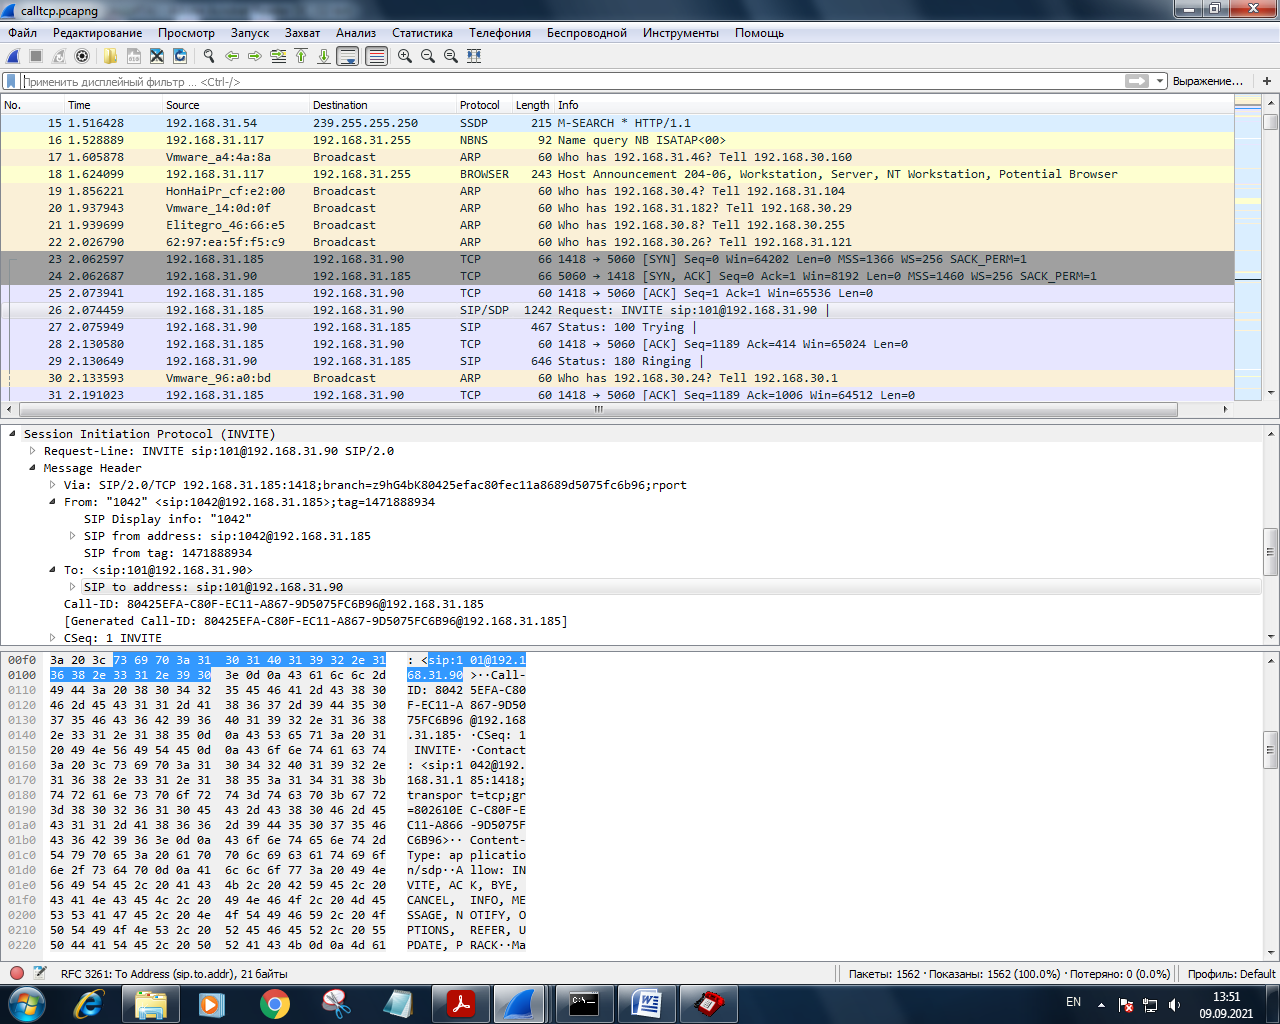 calltcp.pcapng
Файл Редактирование Просмотр Запуск Захват Анализ Статистика Телефония Беспроводной Инструменты Помощь
Применить дисплейный фильтр ... <Ctrl-/> Выражение... +
No. Time Source Destination Protocol Length Info
15 1.516428 192.168.31.54 239.255.255.250 SSDP 215 M-SEARCH * HTTP/1.1
16 1.528889 192.168.31.117 192.168.31.255 NBNS 92 Name query NB ISATAP<00>
17 1.605878 Vmware_a4:4a:8a Broadcast ARP 60 Who has 192.168.31.46? Tell 192.168.30.160
18 1.624099 192.168.31.117 192.168.31.255 BROWSER 243 Host Announcement 204-06, Workstation, Server, NT Workstation, Potential Browser
19 1.856221 HonHaiPr_cf:e2:00 Broadcast ARP 60 Who has 192.168.30.4? Tell 192.168.31.104
20 1.937943 Vmware_14:0d:0f Broadcast ARP 60 Who has 192.168.31.182? Tell 192.168.30.29
21 1.939699 Elitegro_46:66:e5 Broadcast ARP 60 Who has 192.168.30.8? Tell 192.168.30.255
22 2.026790 62:97:ea:5f:f5:c9 Broadcast ARP 60 Who has 192.168.30.26? Tell 192.168.31.121
23 2.062597 192.168.31.185 192.168.31.90 TCP 66 1418 → 5060 [SYN] Seq=0 Win=64202 Len=0 MSS=1366 WS=256 SACK_PERM=1
24 2.062687 192.168.31.90 192.168.31.185 TCP 66 5060 → 1418 [SYN, ACK] Seq=0 Ack=1 Win=8192 Len=0 MSS=1460 WS=256 SACK_PERM=1
25 2.073941 192.168.31.185 192.168.31.90 TCP 60 1418 → 5060 [ACK] Seq=1 Ack=1 Win=65536 Len=0
26 2.074459 192.168.31.185 192.168.31.90 SIP/SDP 1242 Request: INVITE sip:101@192.168.31.90 |
27 2.075949 192.168.31.90 192.168.31.185 SIP 467 Status: 100 Trying |
28 2.130580 192.168.31.185 192.168.31.90 TCP 60 1418 → 5060 [ACK] Seq=1189 Ack=414 Win=65024 Len=0
29 2.130649 192.168.31.90 192.168.31.185 SIP 646 Status: 180 Ringing |
30 2.133593 Vmware_96:a0:bd Broadcast ARP 60 Who has 192.168.30.24? Tell 192.168.30.1
31 2.191023 192.168.31.185 192.168.31.90 TCP 60 1418 → 5060 [ACK] Seq=1189 Ack=1006 Win=64512 Len=0
Session Initiation Protocol (INVITE)
Request-Line: INVITE sip:101@192.168.31.90 SIP/2.0
Message Header
Via: SIP/2.0/TCP 192.168.31.185:1418;branch=z9hG4bK80425efac80fec11a8689d5075fc6b96;rport
From: "1042" <sip:1042@192.168.31.185>;tag=1471888934
SIP Display info: "1042"
SIP from address: sip:1042@192.168.31.185
SIP from tag: 1471888934
To: <sip:101@192.168.31.90>
SIP to address: sip:101@192.168.31.90
Call-ID: 80425EFA-C80F-EC11-A867-9D5075FC6B96@192.168.31.185
[Generated Call-ID: 80425EFA-C80F-EC11-A867-9D5075FC6B96@192.168.31.185]
CSeq: 1 INVITE
00f0 3a 20 3c 73 69 70 3a 31 30 31 40 31 39 32 2e 31 : <sip:1 01@192.1
0100 36 38 2e 33 31 2e 39 30 3e 0d 0a 43 61 6c 6c 2d 68.31.90 >··Call-
0110 49 44 3a 20 38 30 34 32 35 45 46 41 2d 43 38 30 ID: 8042 5EFA-C80
0120 46 2d 45 43 31 31 2d 41 38 36 37 2d 39 44 35 30 F-EC11-A 867-9D50
0130 37 35 46 43 36 42 39 36 40 31 39 32 2e 31 36 38 75FC6B96 @192.168
0140 2e 33 31 2e 31 38 35 0d 0a 43 53 65 71 3a 20 31 .31.185· ·CSeq: 1
0150 20 49 4e 56 49 54 45 0d 0a 43 6f 6e 74 61 63 74 INVITE· ·Contact
0160 3a 20 3c 73 69 70 3a 31 30 34 32 40 31 39 32 2e : <sip:1 042@192.
0170 31 36 38 2e 33 31 2e 31 38 35 3a 31 34 31 38 3b 168.31.1 85:1418;
0180 74 72 61 6e 73 70 6f 72 74 3d 74 63 70 3b 67 72 transpor t=tcp;gr
0190 3d 38 30 32 36 31 30 45 43 2d 43 38 30 46 2d 45 =802610E C-C80F-E
01a0 43 31 31 2d 41 38 36 36 2d 39 44 35 30 37 35 46 C11-A866 -9D5075F
01b0 43 36 42 39 36 3e 0d 0a 43 6f 6e 74 65 6e 74 2d C6B96>·· Content-
01c0 54 79 70 65 3a 20 61 70 70 6c 69 63 61 74 69 6f Type: ap plicatio
01d0 6e 2f 73 64 70 0d 0a 41 6c 6c 6f 77 3a 20 49 4e n/sdp··A llow: IN
01e0 56 49 54 45 2c 20 41 43 4b 2c 20 42 59 45 2c 20 VITE, AC K, BYE,
01f0 43 41 4e 43 45 4c 2c 20 49 4e 46 4f 2c 20 4d 45 CANCEL, INFO, ME
0200 53 53 41 47 45 2c 20 4e 4f 54 49 46 59 2c 20 4f SSAGE, N OTIFY, O
0210 50 54 49 4f 4e 53 2c 20 52 45 46 45 52 2c 20 55 PTIONS, REFER, U
0220 50 44 41 54 45 2c 20 50 52 41 43 4b 0d 0a 4d 61 PDATE, P RACK··Ma
RFC 3261: To Address (sip.to.addr), 21 байты Пакеты: 1562 · Показаны: 1562 (100.0%) · Потеряно: 0 (0.0%) Профиль: Default
EN 13:51
09.09.2021